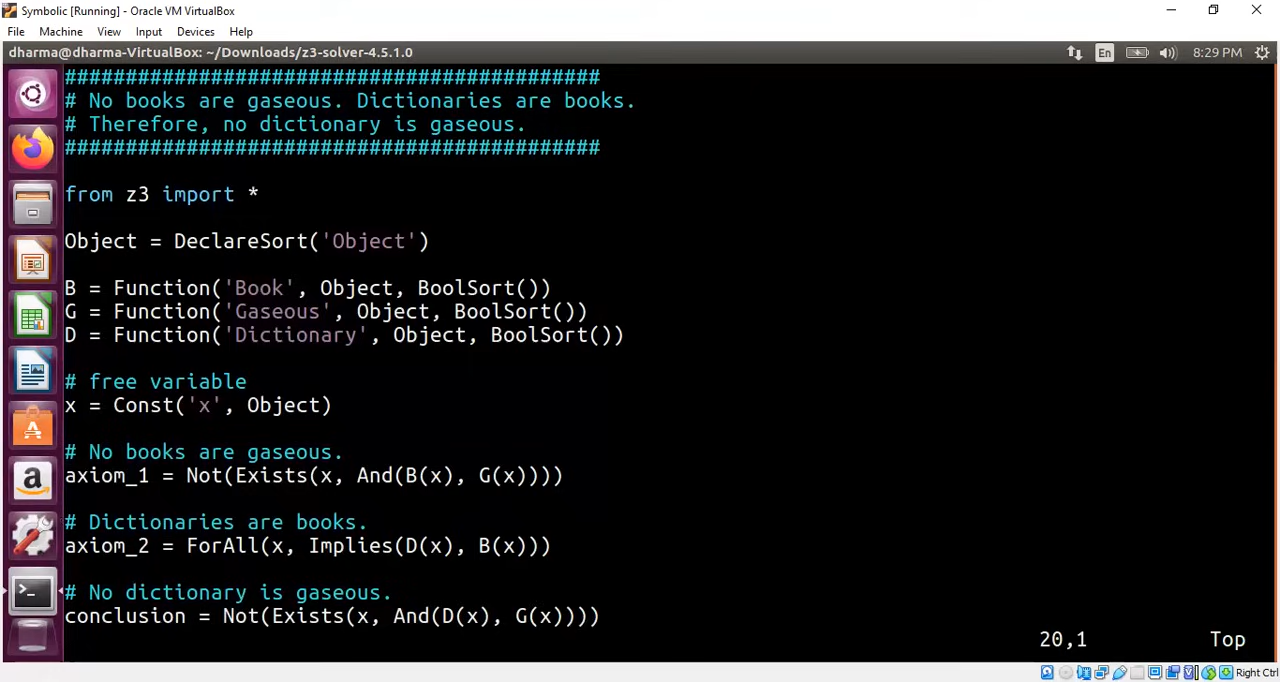 Symbolic [Running] - Oracle VM VirtualBox
File Machine View Input Devices Help
dharma@dharma-VirtualBox: ~/Downloads/z3-solver-4.5.1.0 En 8:29 PM
############################################
# No books are gaseous. Dictionaries are books.
# Therefore, no dictionary is gaseous.
############################################
from z3 import *
Object = DeclareSort('Object')
B = Function('Book', Object, BoolSort())
G = Function('Gaseous', Object, BoolSort())
D = Function('Dictionary', Object, BoolSort())
# free variable
x = Const('x', Object)
# No books are gaseous.
axiom_1 = Not(Exists(x, And(B(x), G(x))))
# Dictionaries are books.
axiom_2 = ForAll(x, Implies(D(x), B(x)))
# No dictionary is gaseous.
conclusion = Not(Exists(x, And(D(x), G(x))))
20,1 Top
Right Ctrl